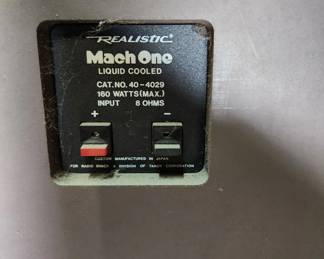 REALISTIC®
Mach One
LIQUID COOLED
CAT. NO. 40-4029
160 WATTS (MAX.)
INPUT 8 OHMS
+ −
CUSTOM MANUFACTURED IN JAPAN
FOR RADIO SHACK A DIVISION OF TANDY CORPORATION